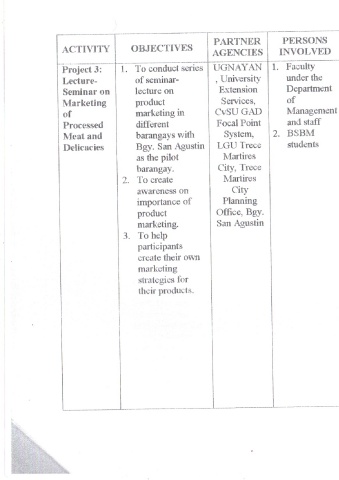 ACTIVITY
OBJECTIVES
PARTNER
AGENCIES
PERSONS
INVOLVED
Project 3:
Lecture-
Seminar on
Marketing
of
Processed
Meat and
Delicacies
1. To conduct series
of seminar-
lecture on
product
marketing in
different
barangays with
Bgy. San Agustin
as the pilot
barangay.
2. To create
awareness on
importance of
product
marketing.
3. To help
participants
create their own
marketing
strategies for
their products.
UGNAYAN
, University
Extension
Services,
CvSU GAD
Focal Point
System,
LGU Trece
Martires
City, Trece
Martires
City
Planning
Office, Bgy.
San Agustin
1. Faculty
under the
Department
of
Management
and staff
2. BSBM
students